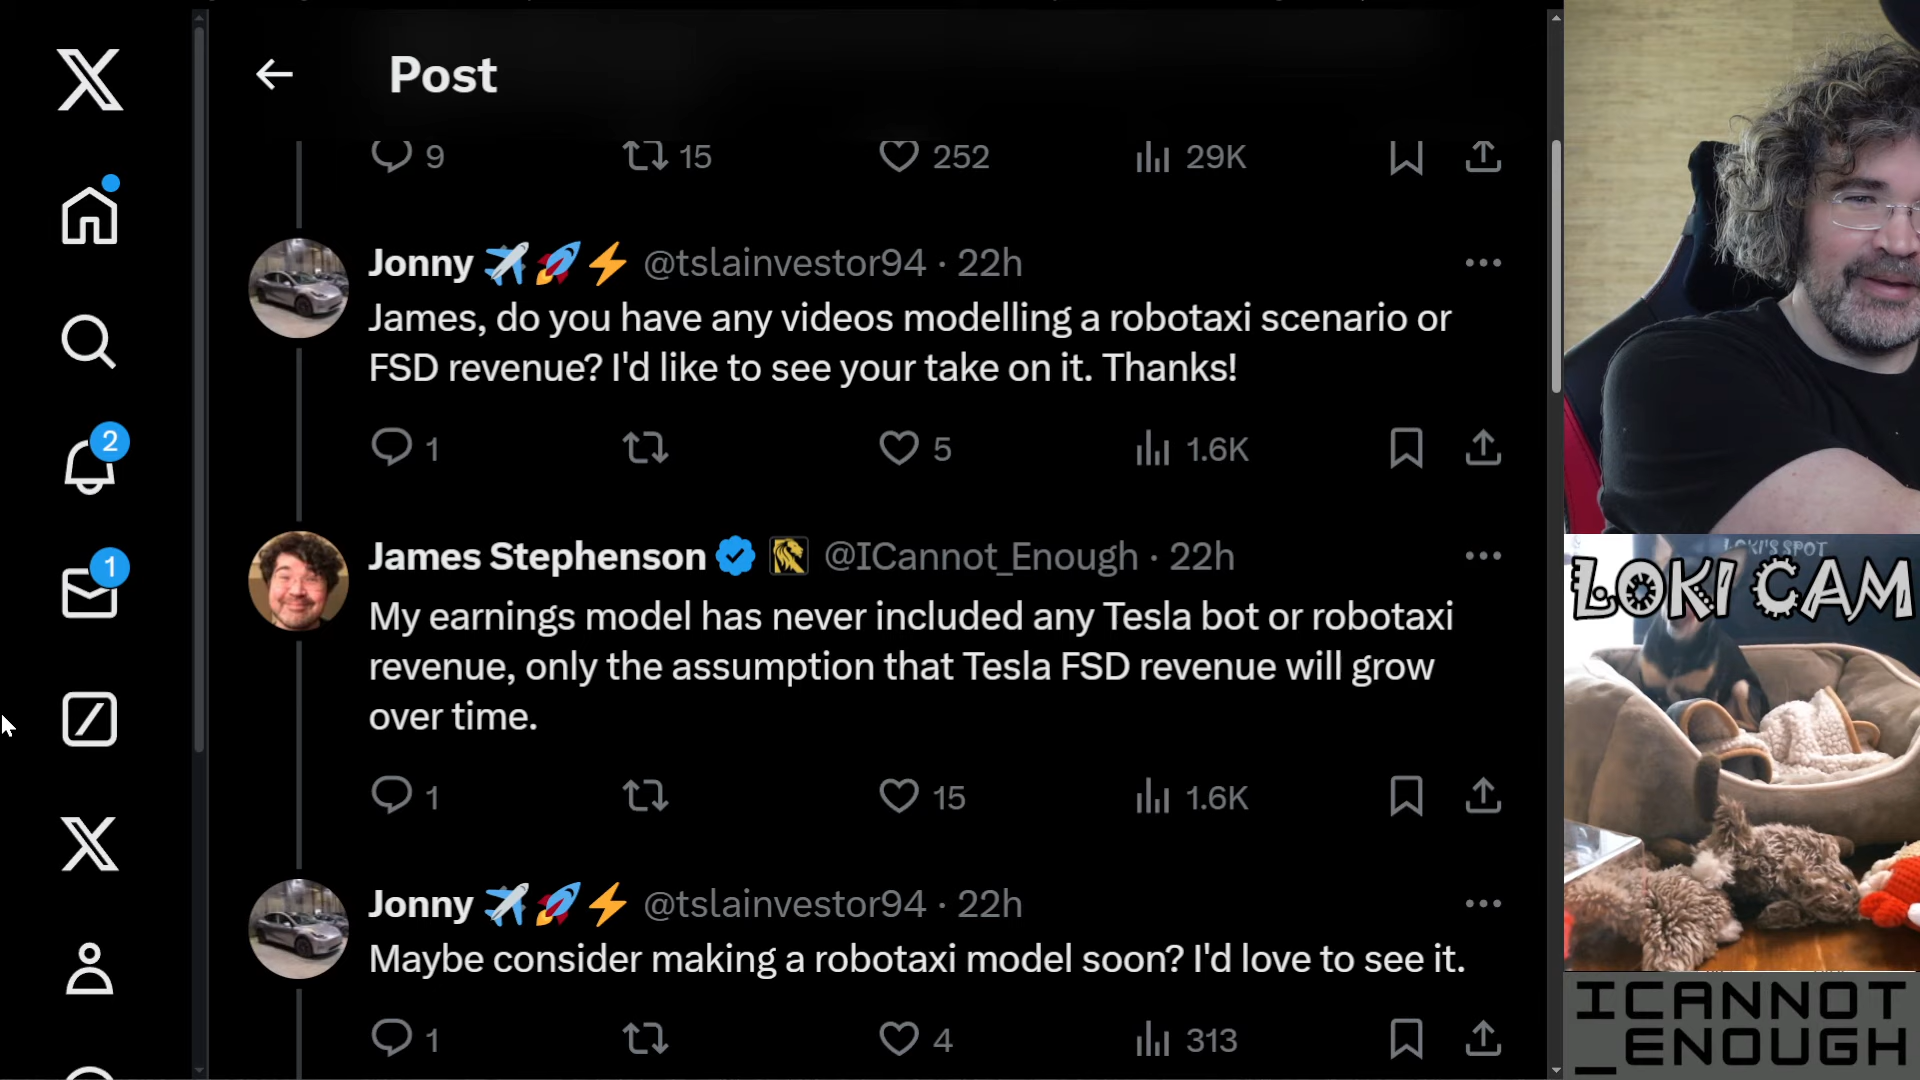 Post
9 15 252 29K
Jonny @tslainvestor94 · 22h
James, do you have any videos modelling a robotaxi scenario or
FSD revenue? I'd like to see your take on it. Thanks!
1 5 1.6K
2
James Stephenson @ICannot_Enough · 22h
My earnings model has never included any Tesla bot or robotaxi
revenue, only the assumption that Tesla FSD revenue will grow
over time.
1 15 1.6K
1
Jonny @tslainvestor94 · 22h
Maybe consider making a robotaxi model soon? I'd love to see it.
1 4 313
LOKI'S SPOT
LOKI CAM
ICANNOT
_ENOUGH